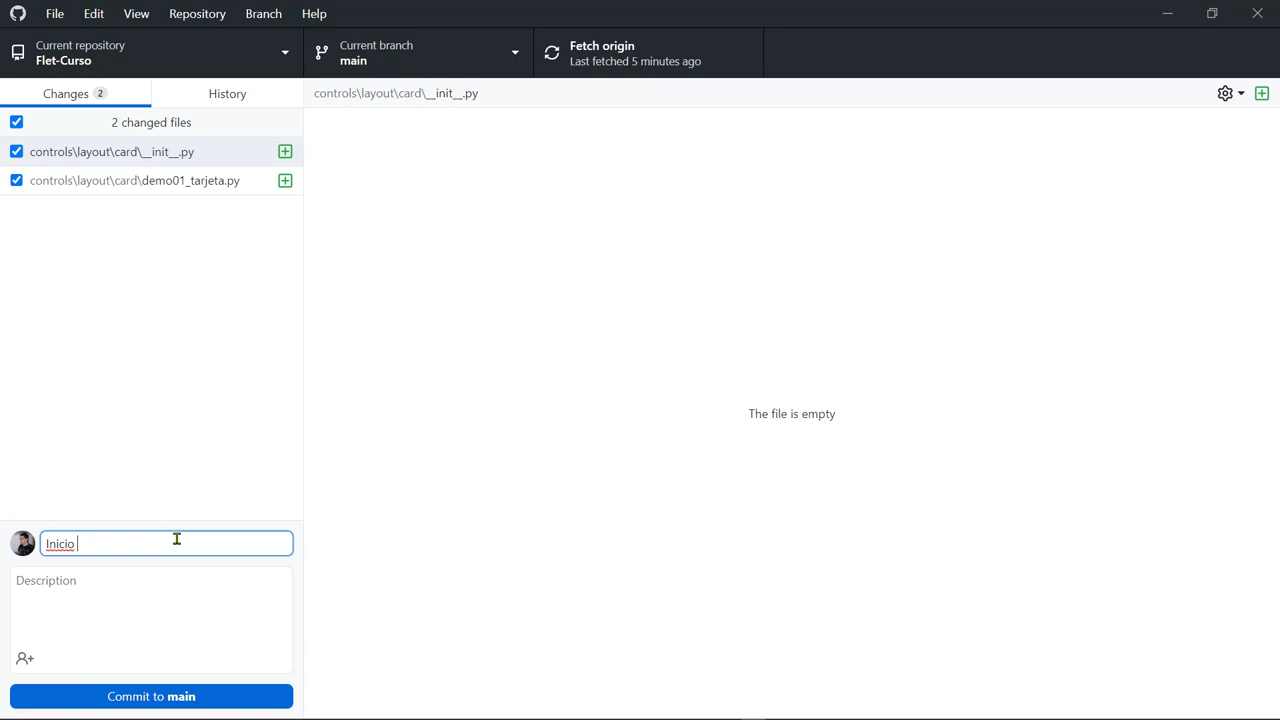 File Edit View Repository Branch Help
Current repository
Flet-Curso
Current branch
main
Fetch origin
Last fetched 5 minutes ago
Changes 2
History
controls\layout\card\__init__.py
2 changed files
controls\layout\card\__init__.py
controls\layout\card\demo01_tarjeta.py
The file is empty
Inicio
Description
Commit to main